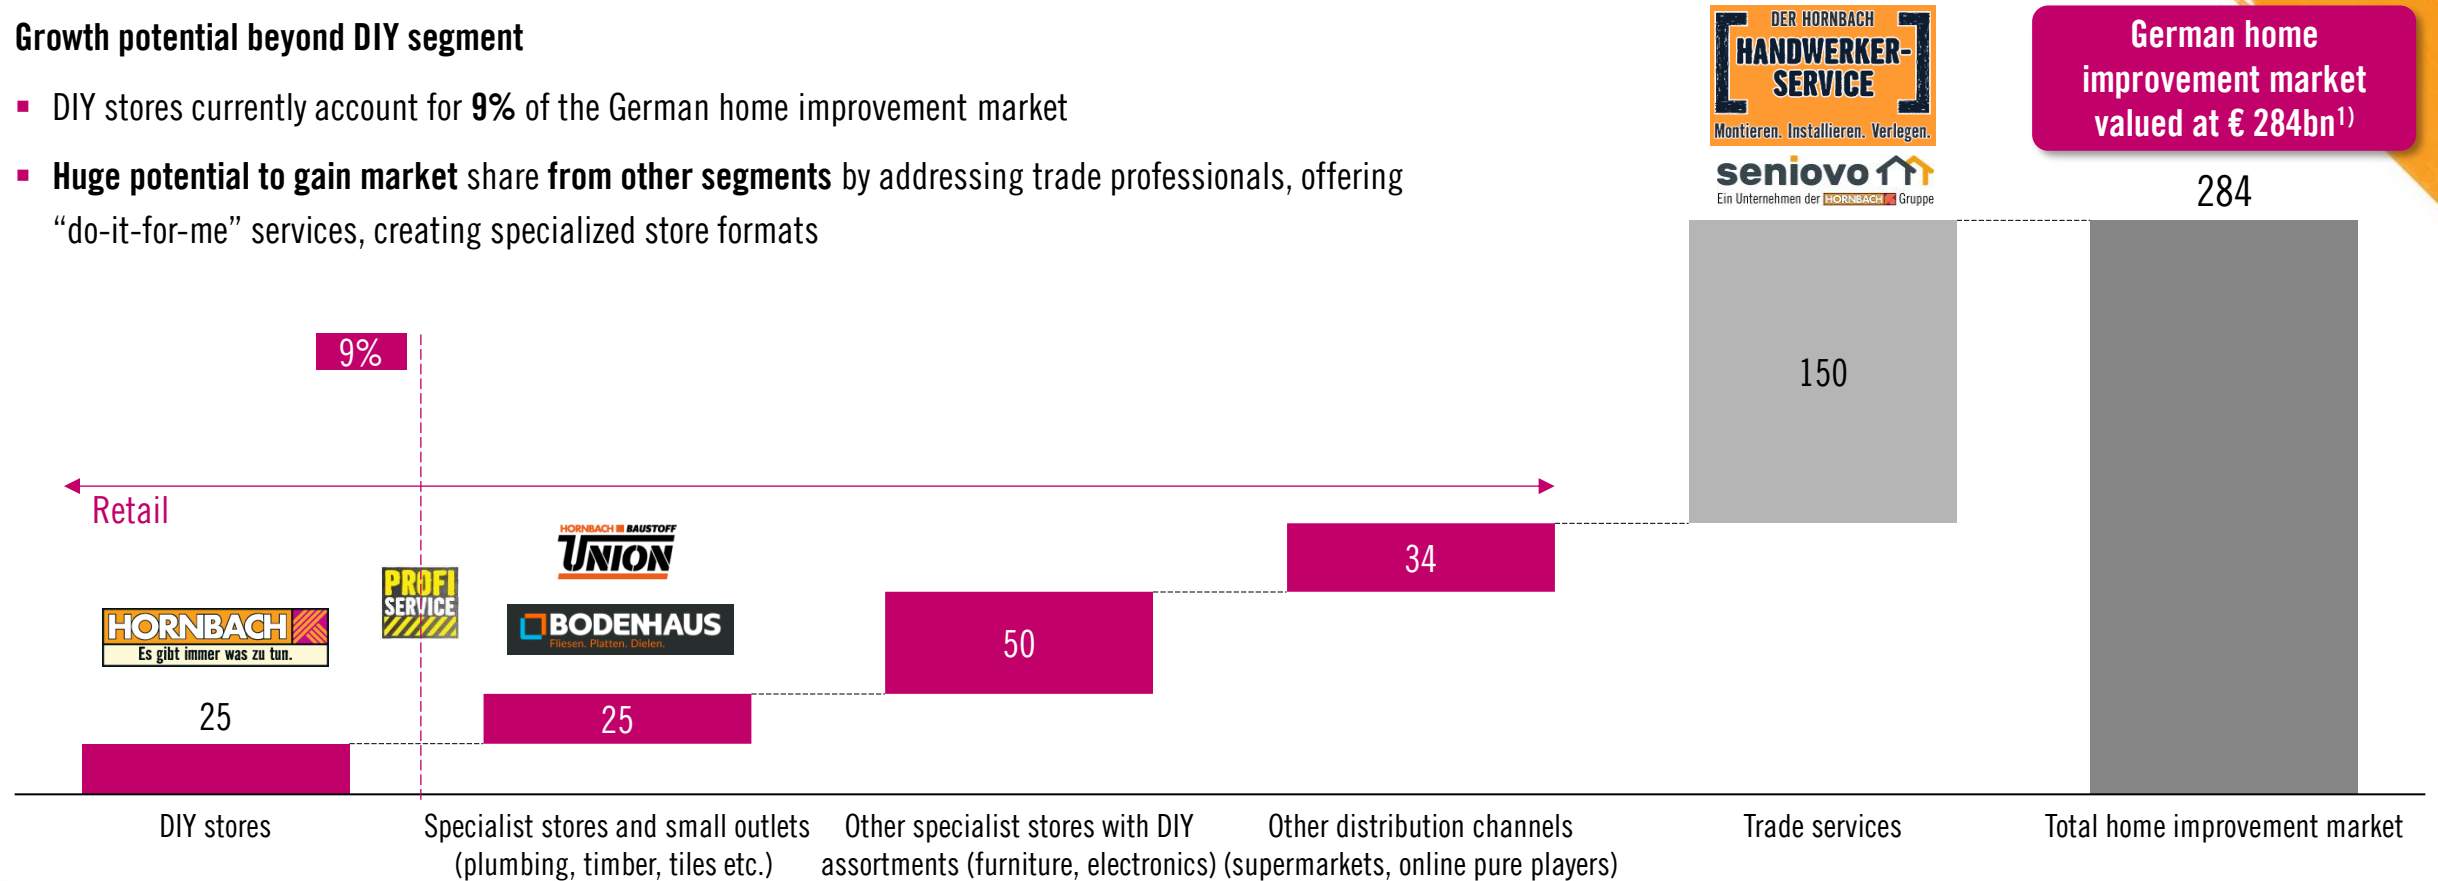 Growth potential beyond DIY segment
▪ DIY stores currently account for 9% of the German home improvement market
▪ Huge potential to gain market share from other segments by addressing trade professionals, offering
“do-it-for-me” services, creating specialized store formats
DER HORNBACH
HANDWERKER-
SERVICE
Montieren. Installieren. Verlegen.
seniovo
Ein Unternehmen der HORNBACH Gruppe
German home
improvement market
valued at € 284bn¹⁾
284
9%
150
Retail
HORNBACH BAUSTOFF
UNION
34
PROFI
SERVICE
HORNBACH
Es gibt immer was zu tun.
BODENHAUS
Fliesen. Platten. Dielen.
50
25
25
DIY stores
Specialist stores and small outlets
(plumbing, timber, tiles etc.)
Other specialist stores with DIY
assortments (furniture, electronics)
Other distribution channels
(supermarkets, online pure players)
Trade services
Total home improvement market